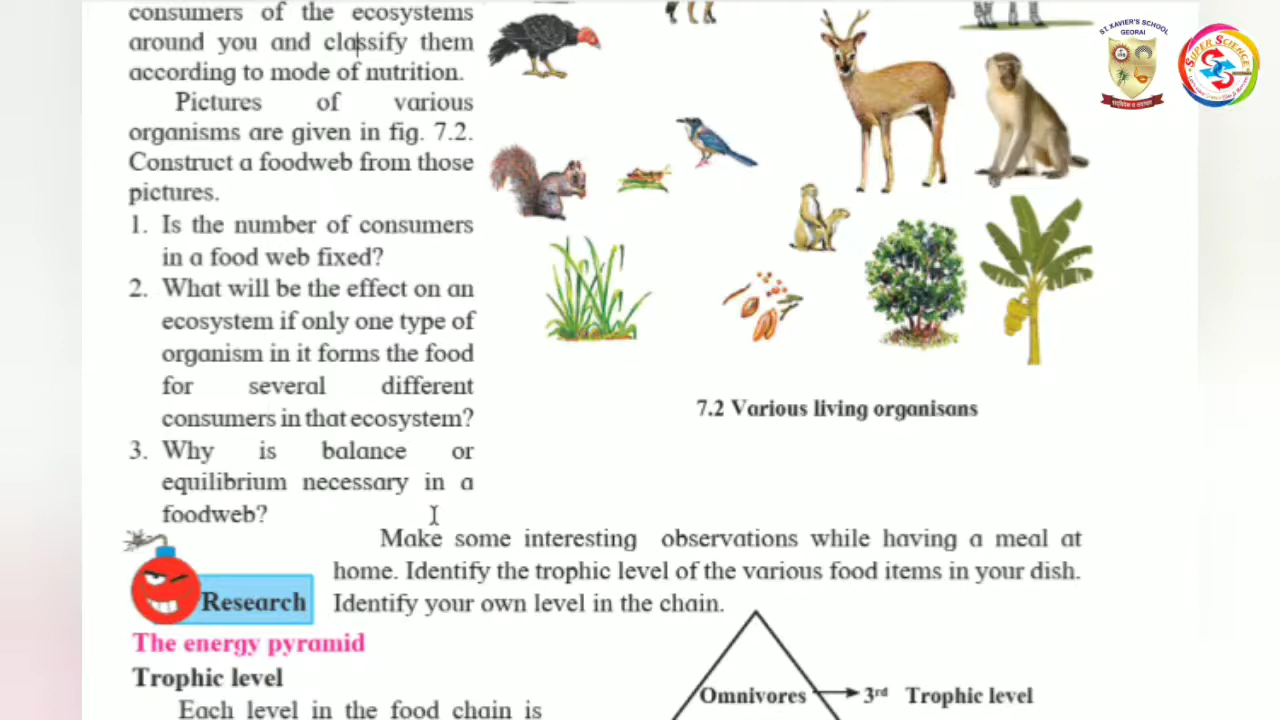 consumers of the ecosystems
around you and classify them
according to mode of nutrition.
Pictures of various
organisms are given in fig. 7.2.
Construct a foodweb from those
pictures.
1. Is the number of consumers
in a food web fixed?
2. What will be the effect on an
ecosystem if only one type of
organism in it forms the food
for several different
consumers in that ecosystem?
3. Why is balance or
equilibrium necessary in a
foodweb?
7.2 Various living organisans
ST. XAVIER'S SCHOOL
GEORAI
SUPER SCIENCE
Make some interesting observations while having a meal at
home. Identify the trophic level of the various food items in your dish.
Identify your own level in the chain.
Research
The energy pyramid
Trophic level
Each level in the food chain is
Omnivores
3rd Trophic level